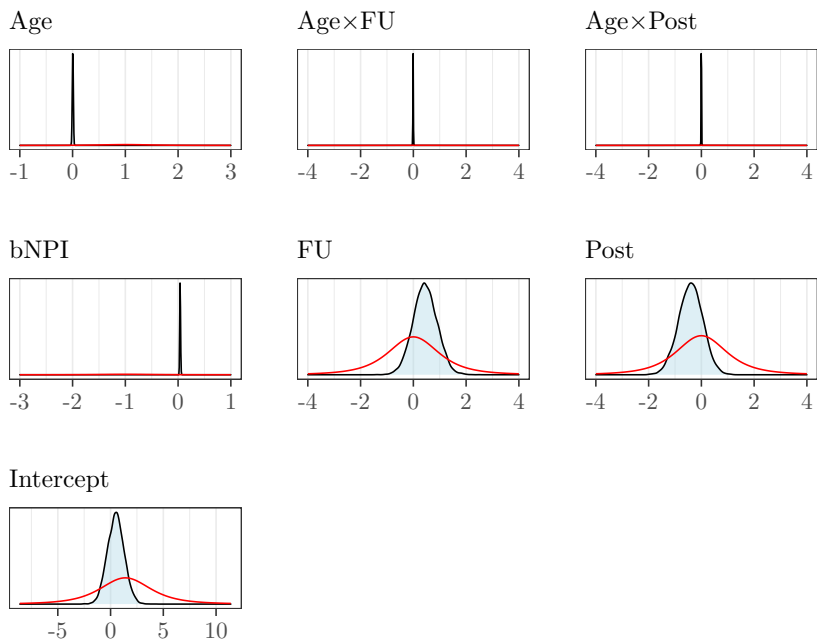 Age Age×FU Age×Post
-1 0 1 2 3 -4 -2 0 2 4 -4 -2 0 2 4
bNPI FU Post
-3 -2 -1 0 1 -4 -2 0 2 4 -4 -2 0 2 4
Intercept
-5 0 5 10